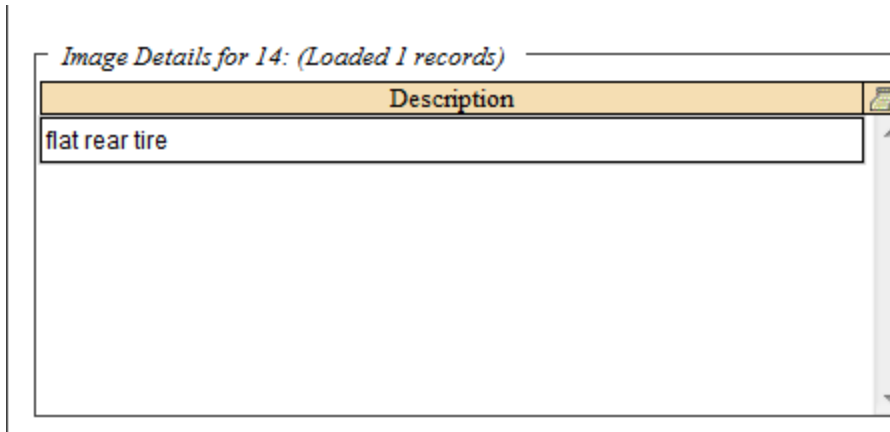 Image Details for 14: (Loaded 1 records)
Description
flat rear tire